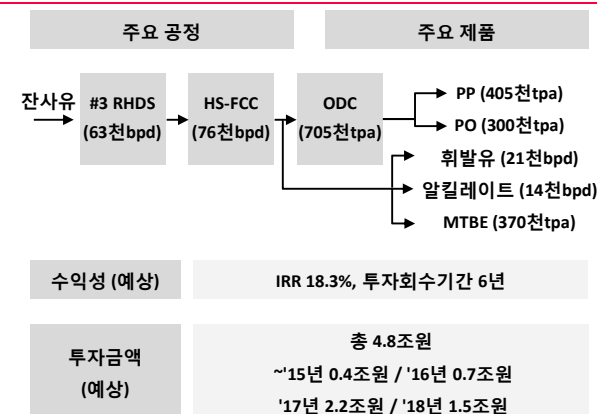 주요 공정
주요 제품
잔사유
#3 RHDS
(63천bpd)
HS-FCC
(76천bpd)
ODC
(705천tpa)
PP (405천tpa)
PO (300천tpa)
휘발유 (21천bpd)
알킬레이트 (14천bpd)
MTBE (370천tpa)
수익성 (예상)
IRR 18.3%, 투자회수기간 6년
투자금액
(예상)
총 4.8조원
~'15년 0.4조원 / '16년 0.7조원
'17년 2.2조원 / '18년 1.5조원